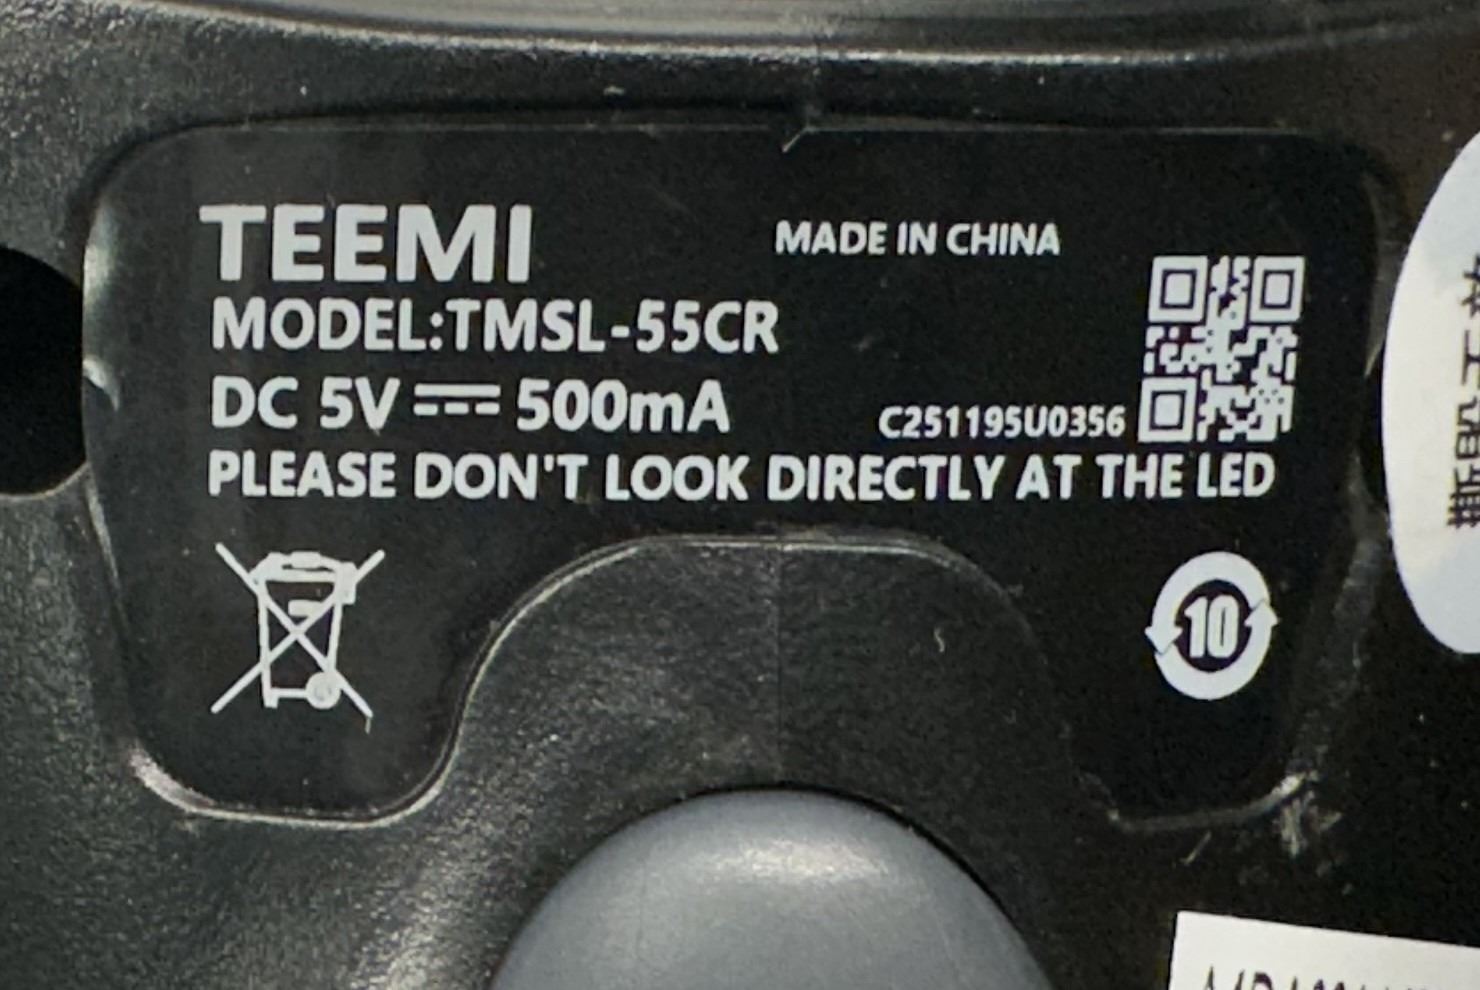 TEEMI
MADE IN CHINA
MODEL:TMSL-55CR
DC 5V ⎓ 500mA
C251195U0356
PLEASE DON'T LOOK DIRECTLY AT THE LED
10